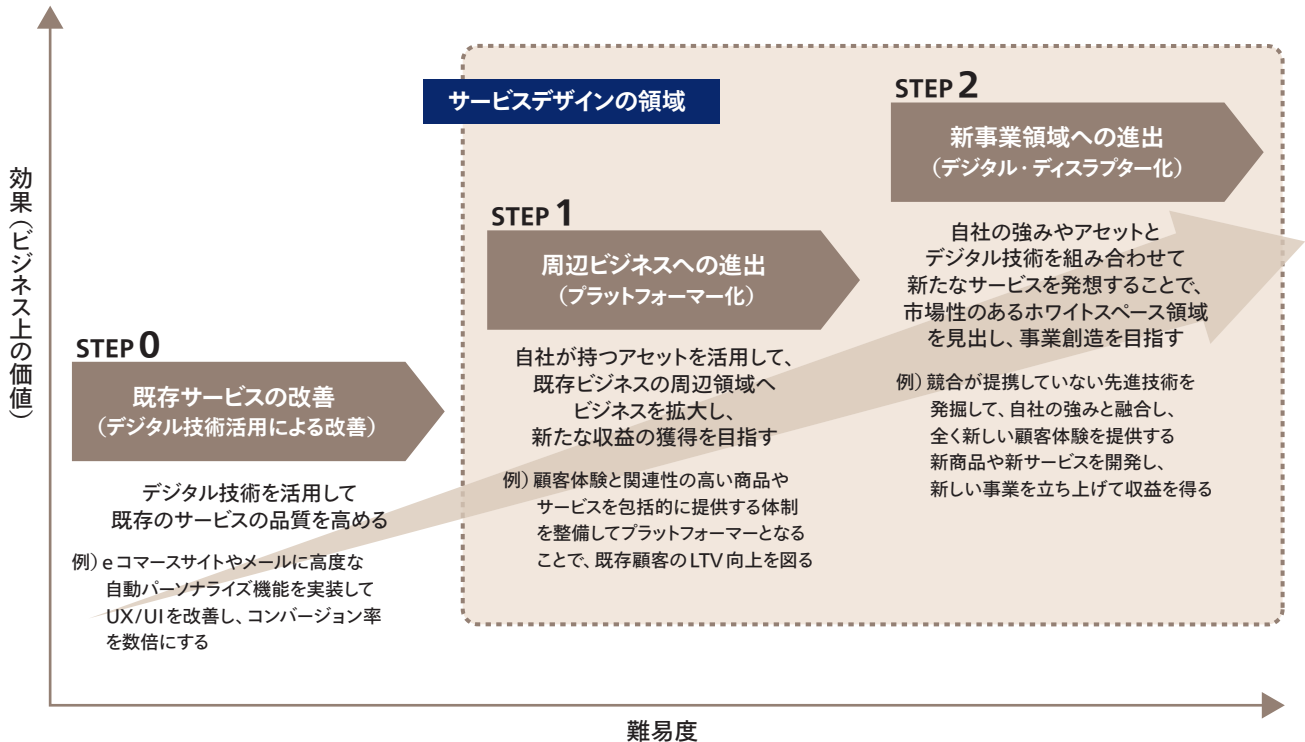 効果(ビジネス上の価値)
サービスデザインの領域
STEP 0
既存サービスの改善
(デジタル技術活用による改善)
デジタル技術を活用して
既存のサービスの品質を高める
例)eコマースサイトやメールに高度な
自動パーソナライズ機能を実装して
UX/UIを改善し、コンバージョン率
を数倍にする
STEP 1
周辺ビジネスへの進出
(プラットフォーマー化)
自社が持つアセットを活用して、
既存ビジネスの周辺領域へ
ビジネスを拡大し、
新たな収益の獲得を目指す
例)顧客体験と関連性の高い商品や
サービスを包括的に提供する体制
を整備してプラットフォーマーとなる
ことで、既存顧客のLTV向上を図る
STEP 2
新事業領域への進出
(デジタル・ディスラプター化)
自社の強みやアセットと
デジタル技術を組み合わせて
新たなサービスを発想することで、
市場性のあるホワイトスペース領域
を見出し、事業創造を目指す
例)競合が提携していない先進技術を
発掘して、自社の強みと融合し、
全く新しい顧客体験を提供する
新商品や新サービスを開発し、
新しい事業を立ち上げて収益を得る
難易度